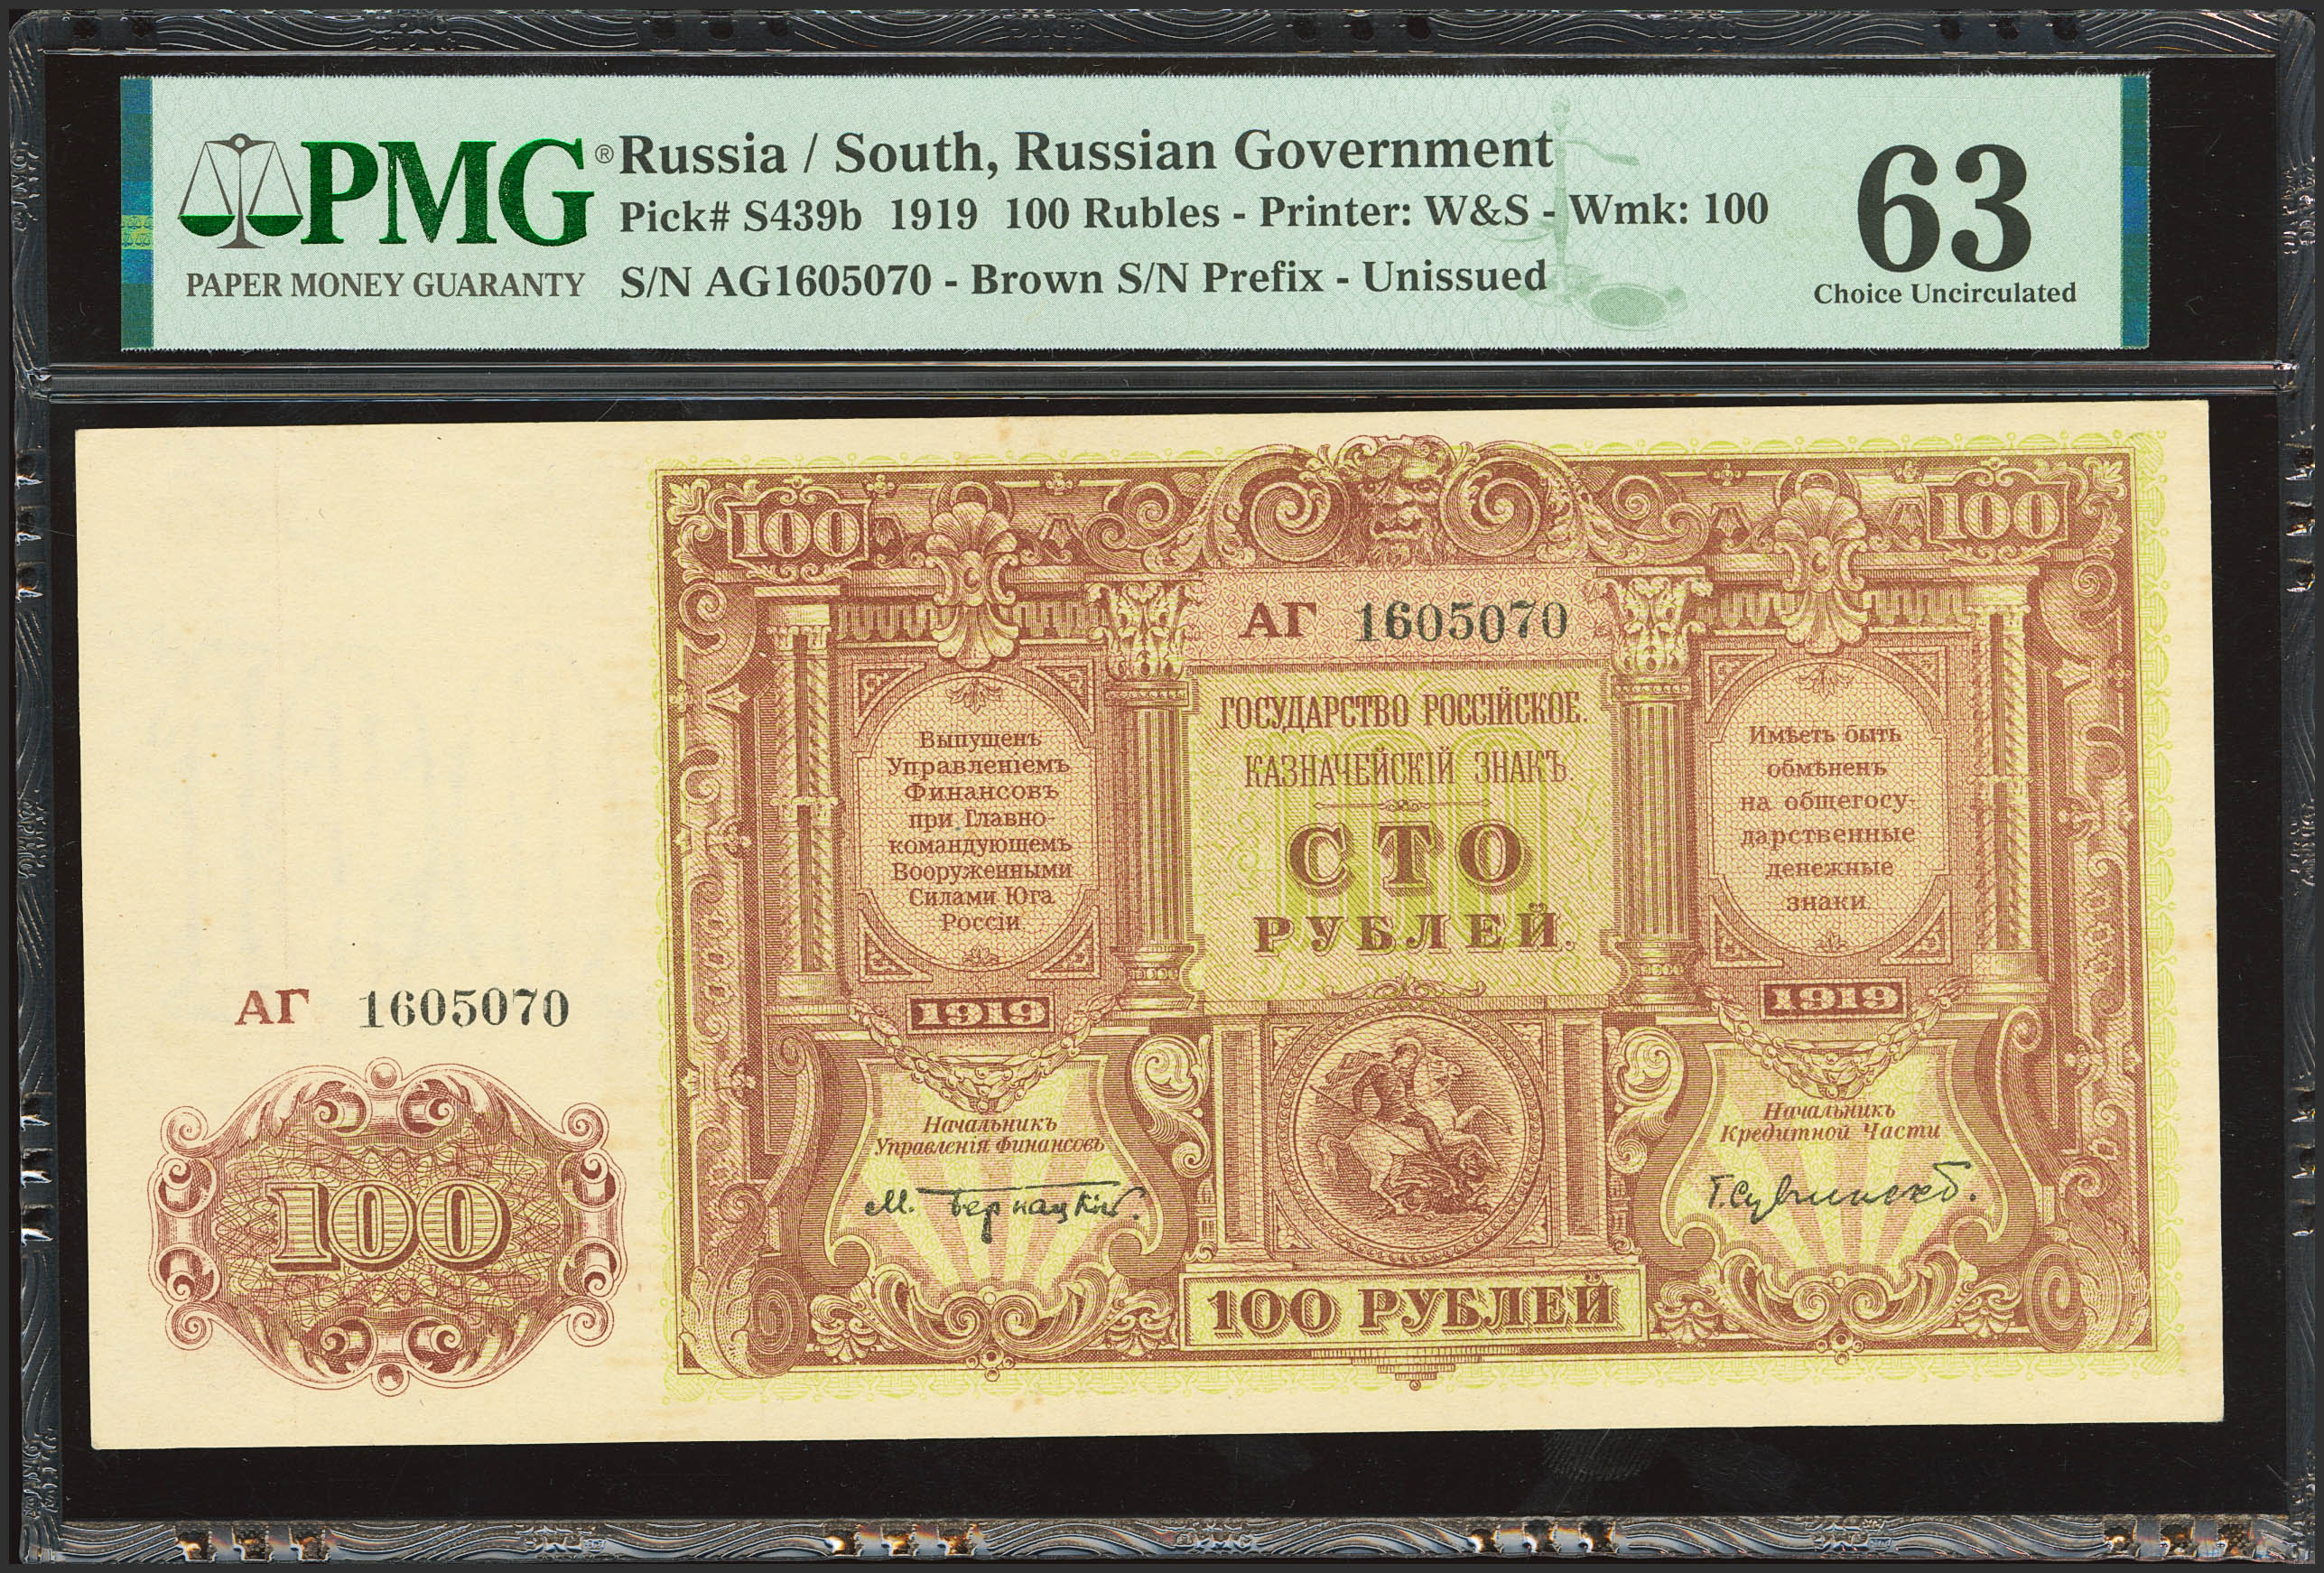 PMG®
PAPER MONEY GUARANTY
Russia / South, Russian Government
Pick# S439b 1919 100 Rubles - Printer: W&S - Wmk: 100
S/N AG1605070 - Brown S/N Prefix - Unissued
63
Choice Uncirculated
100
100
АГ 1605070
ГОСУДАРСТВО РОССІЙСКОЕ.
КАЗНАЧЕЙСКІЙ ЗНАКЪ.
СТО
РУБЛЕЙ.
Выпущенъ
Управленіемъ
Финансовъ
при Главно-
командующемъ
Вооруженными
Силами Юга
Россіи
1919
Имѣетъ быть
обмѣненъ
на общегосу-
дарственные
денежные
знаки
1919
АГ 1605070
100
Начальникъ
Управленія Финансовъ
М. Бернацкій.
Начальникъ
Кредитной Части
100 РУБЛЕЙ